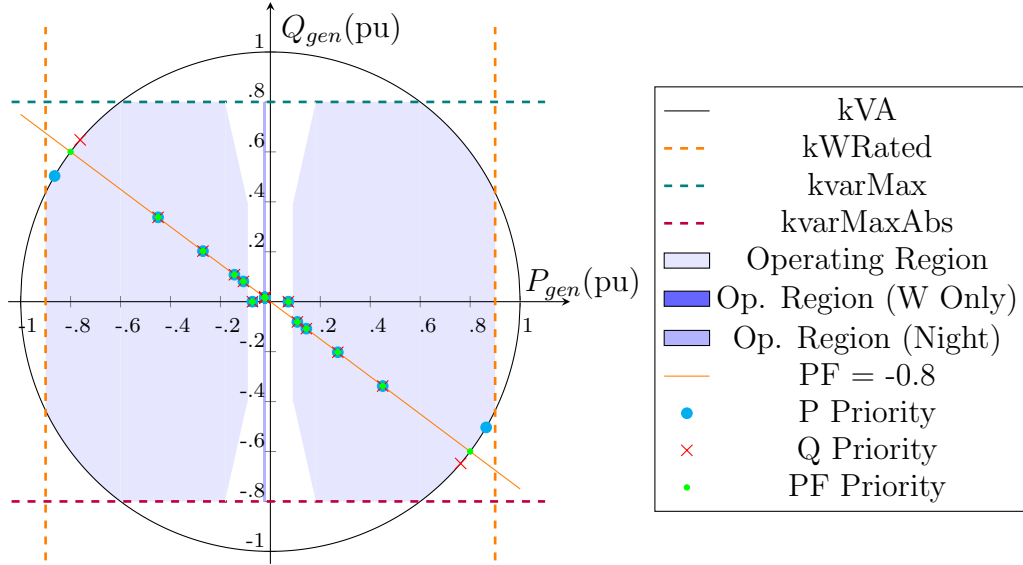 Q_gen(pu)
1
.8
.6
.4
.2
P_gen(pu)
-1 -.8 -.6 -.4 -.2 .2 .4 .6 .8 1
-.2
-.4
-.6
-.8
-1
kVA
kWRated
kvarMax
kvarMaxAbs
Operating Region
Op. Region (W Only)
Op. Region (Night)
PF = -0.8
P Priority
Q Priority
PF Priority